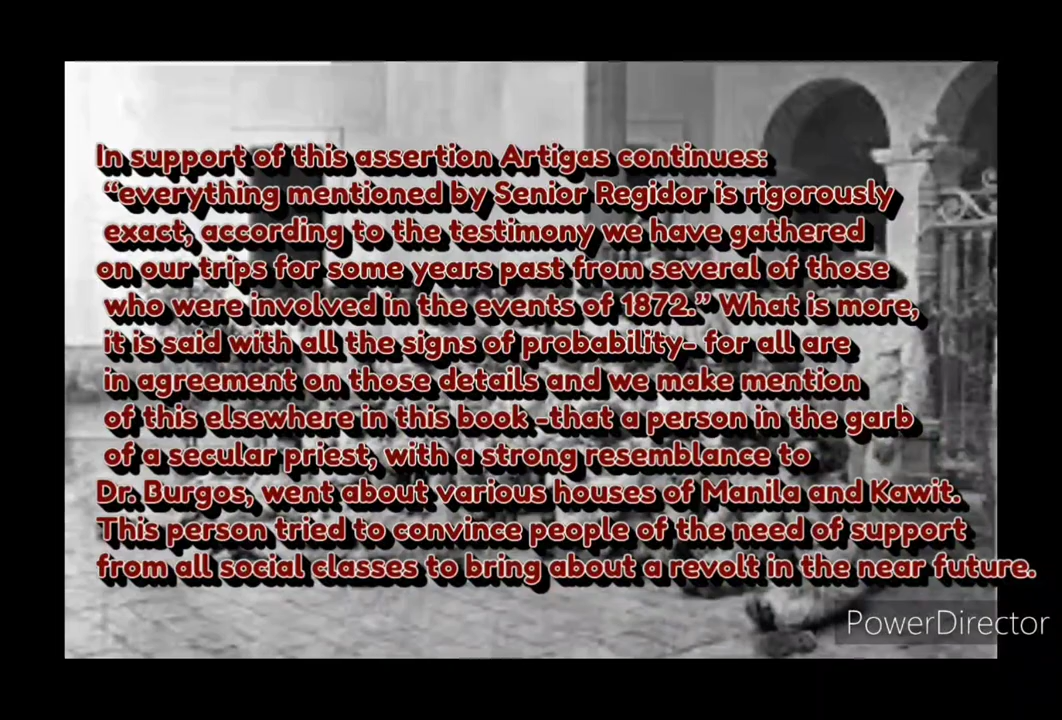 In support of this assertion Artigas continues:
“everything mentioned by Senior Regidor is rigorously
exact, according to the testimony we have gathered
on our trips for some years past from several of those
who were involved in the events of 1872.” What is more,
it is said with all the signs of probability- for all are
in agreement on those details and we make mention
of this elsewhere in this book -that a person in the garb
of a secular priest, with a strong resemblance to
Dr. Burgos, went about various houses of Manila and Kawit.
This person tried to convince people of the need of support
from all social classes to bring about a revolt in the near future.
PowerDirector